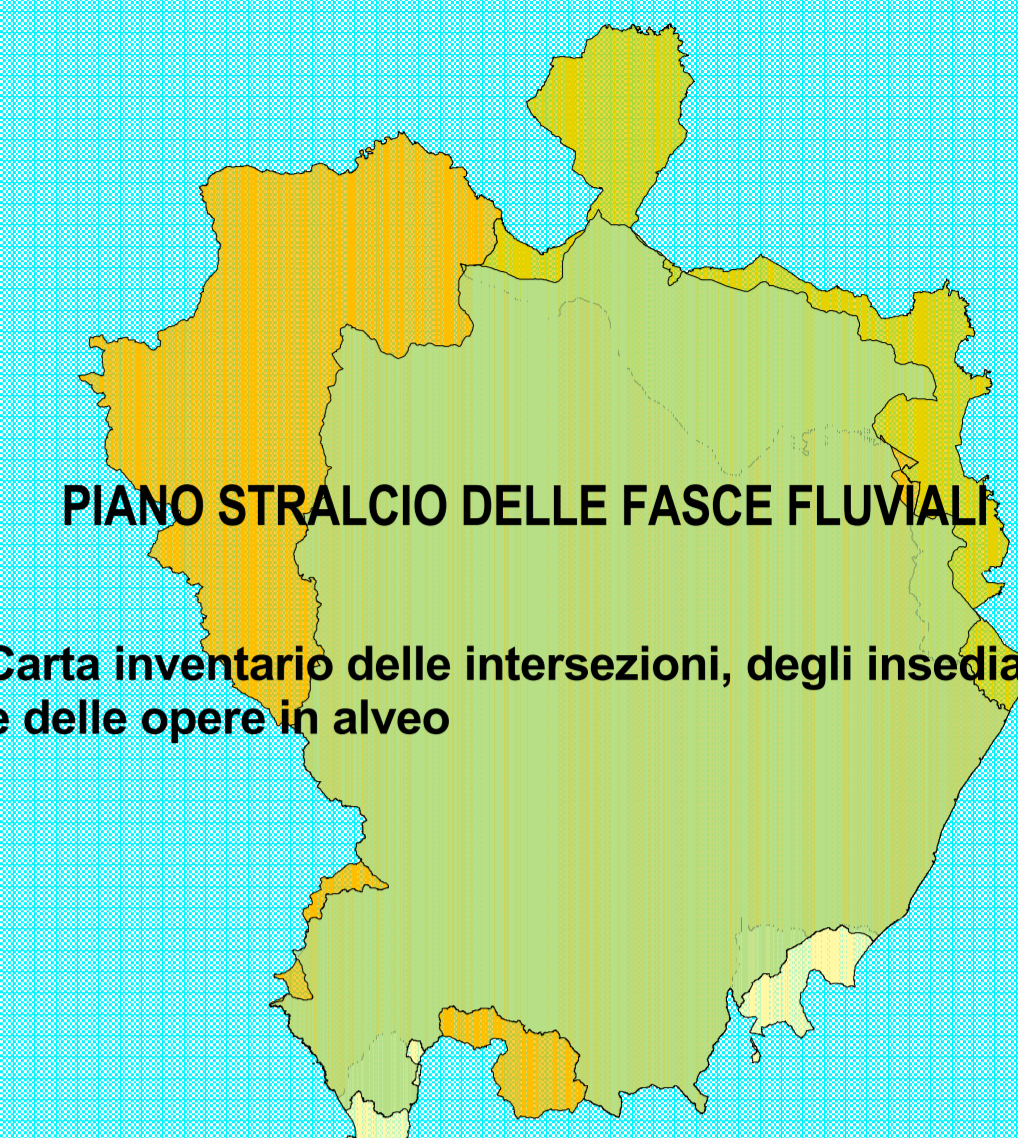 PIANO STRALCIO DELLE FASCE FLUVIALI
Carta inventario delle intersezioni, degli insedia
e delle opere in alveo